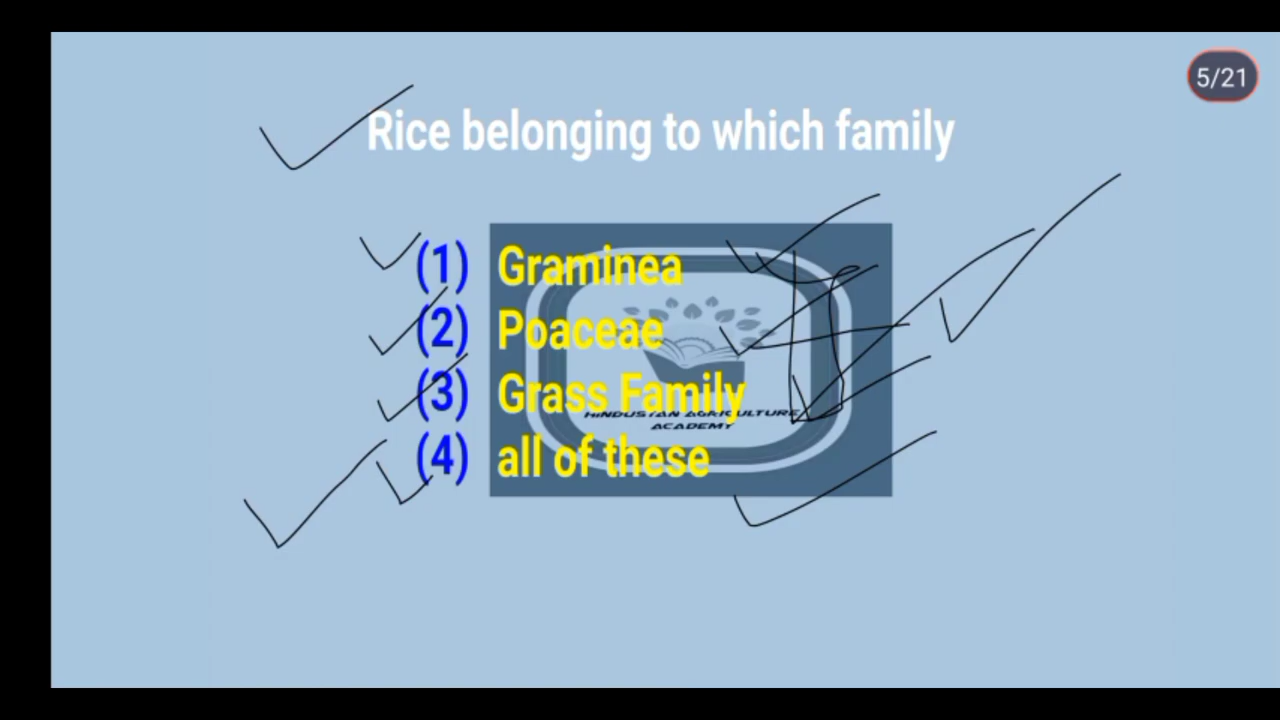 5/21
Rice belonging to which family
(1) Graminea
(2) Poaceae
(3) Grass Family
HINDUSTAN AGRICULTURE
ACADEMY
(4) all of these